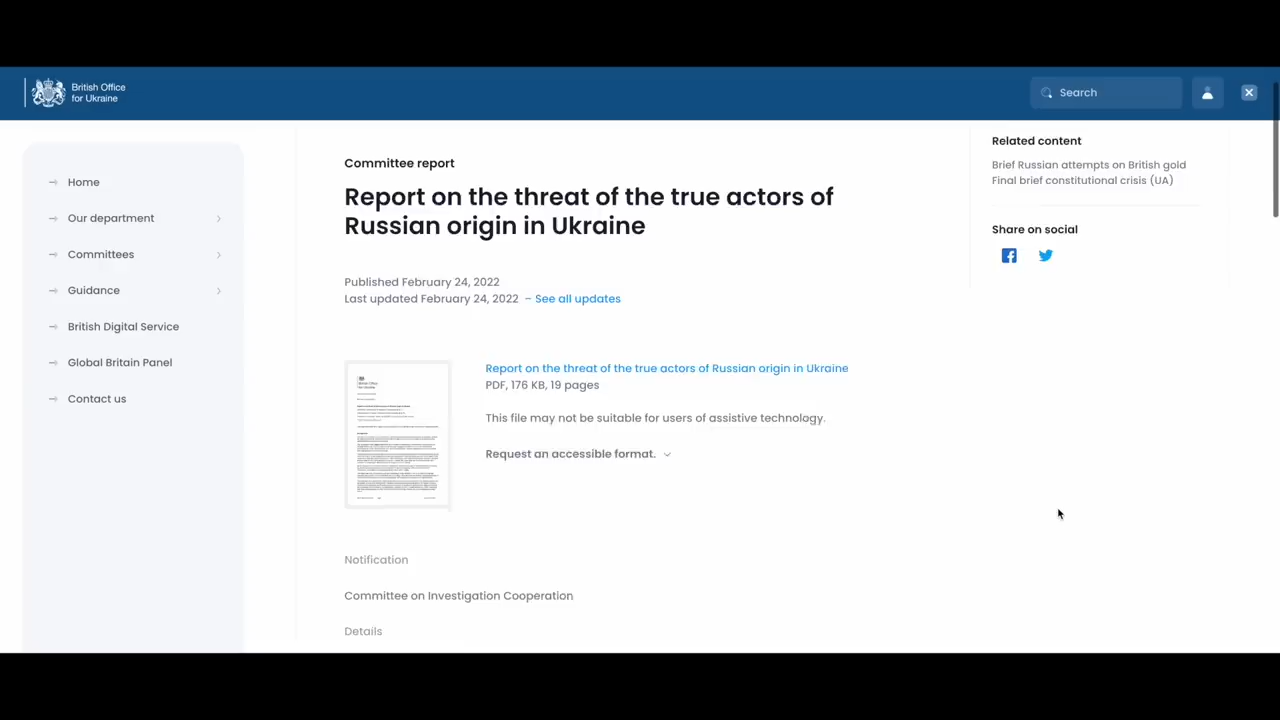 British Office
for Ukraine
Search
Home
Our department
Committees
Guidance
British Digital Service
Global Britain Panel
Contact us
Committee report
Report on the threat of the true actors of
Russian origin in Ukraine
Published February 24, 2022
Last updated February 24, 2022 – See all updates
Report on the threat of the true actors of Russian origin in Ukraine
PDF, 176 KB, 19 pages
This file may not be suitable for users of assistive technology.
Request an accessible format.
Notification
Committee on Investigation Cooperation
Details
Related content
Brief Russian attempts on British gold
Final brief constitutional crisis (UA)
Share on social